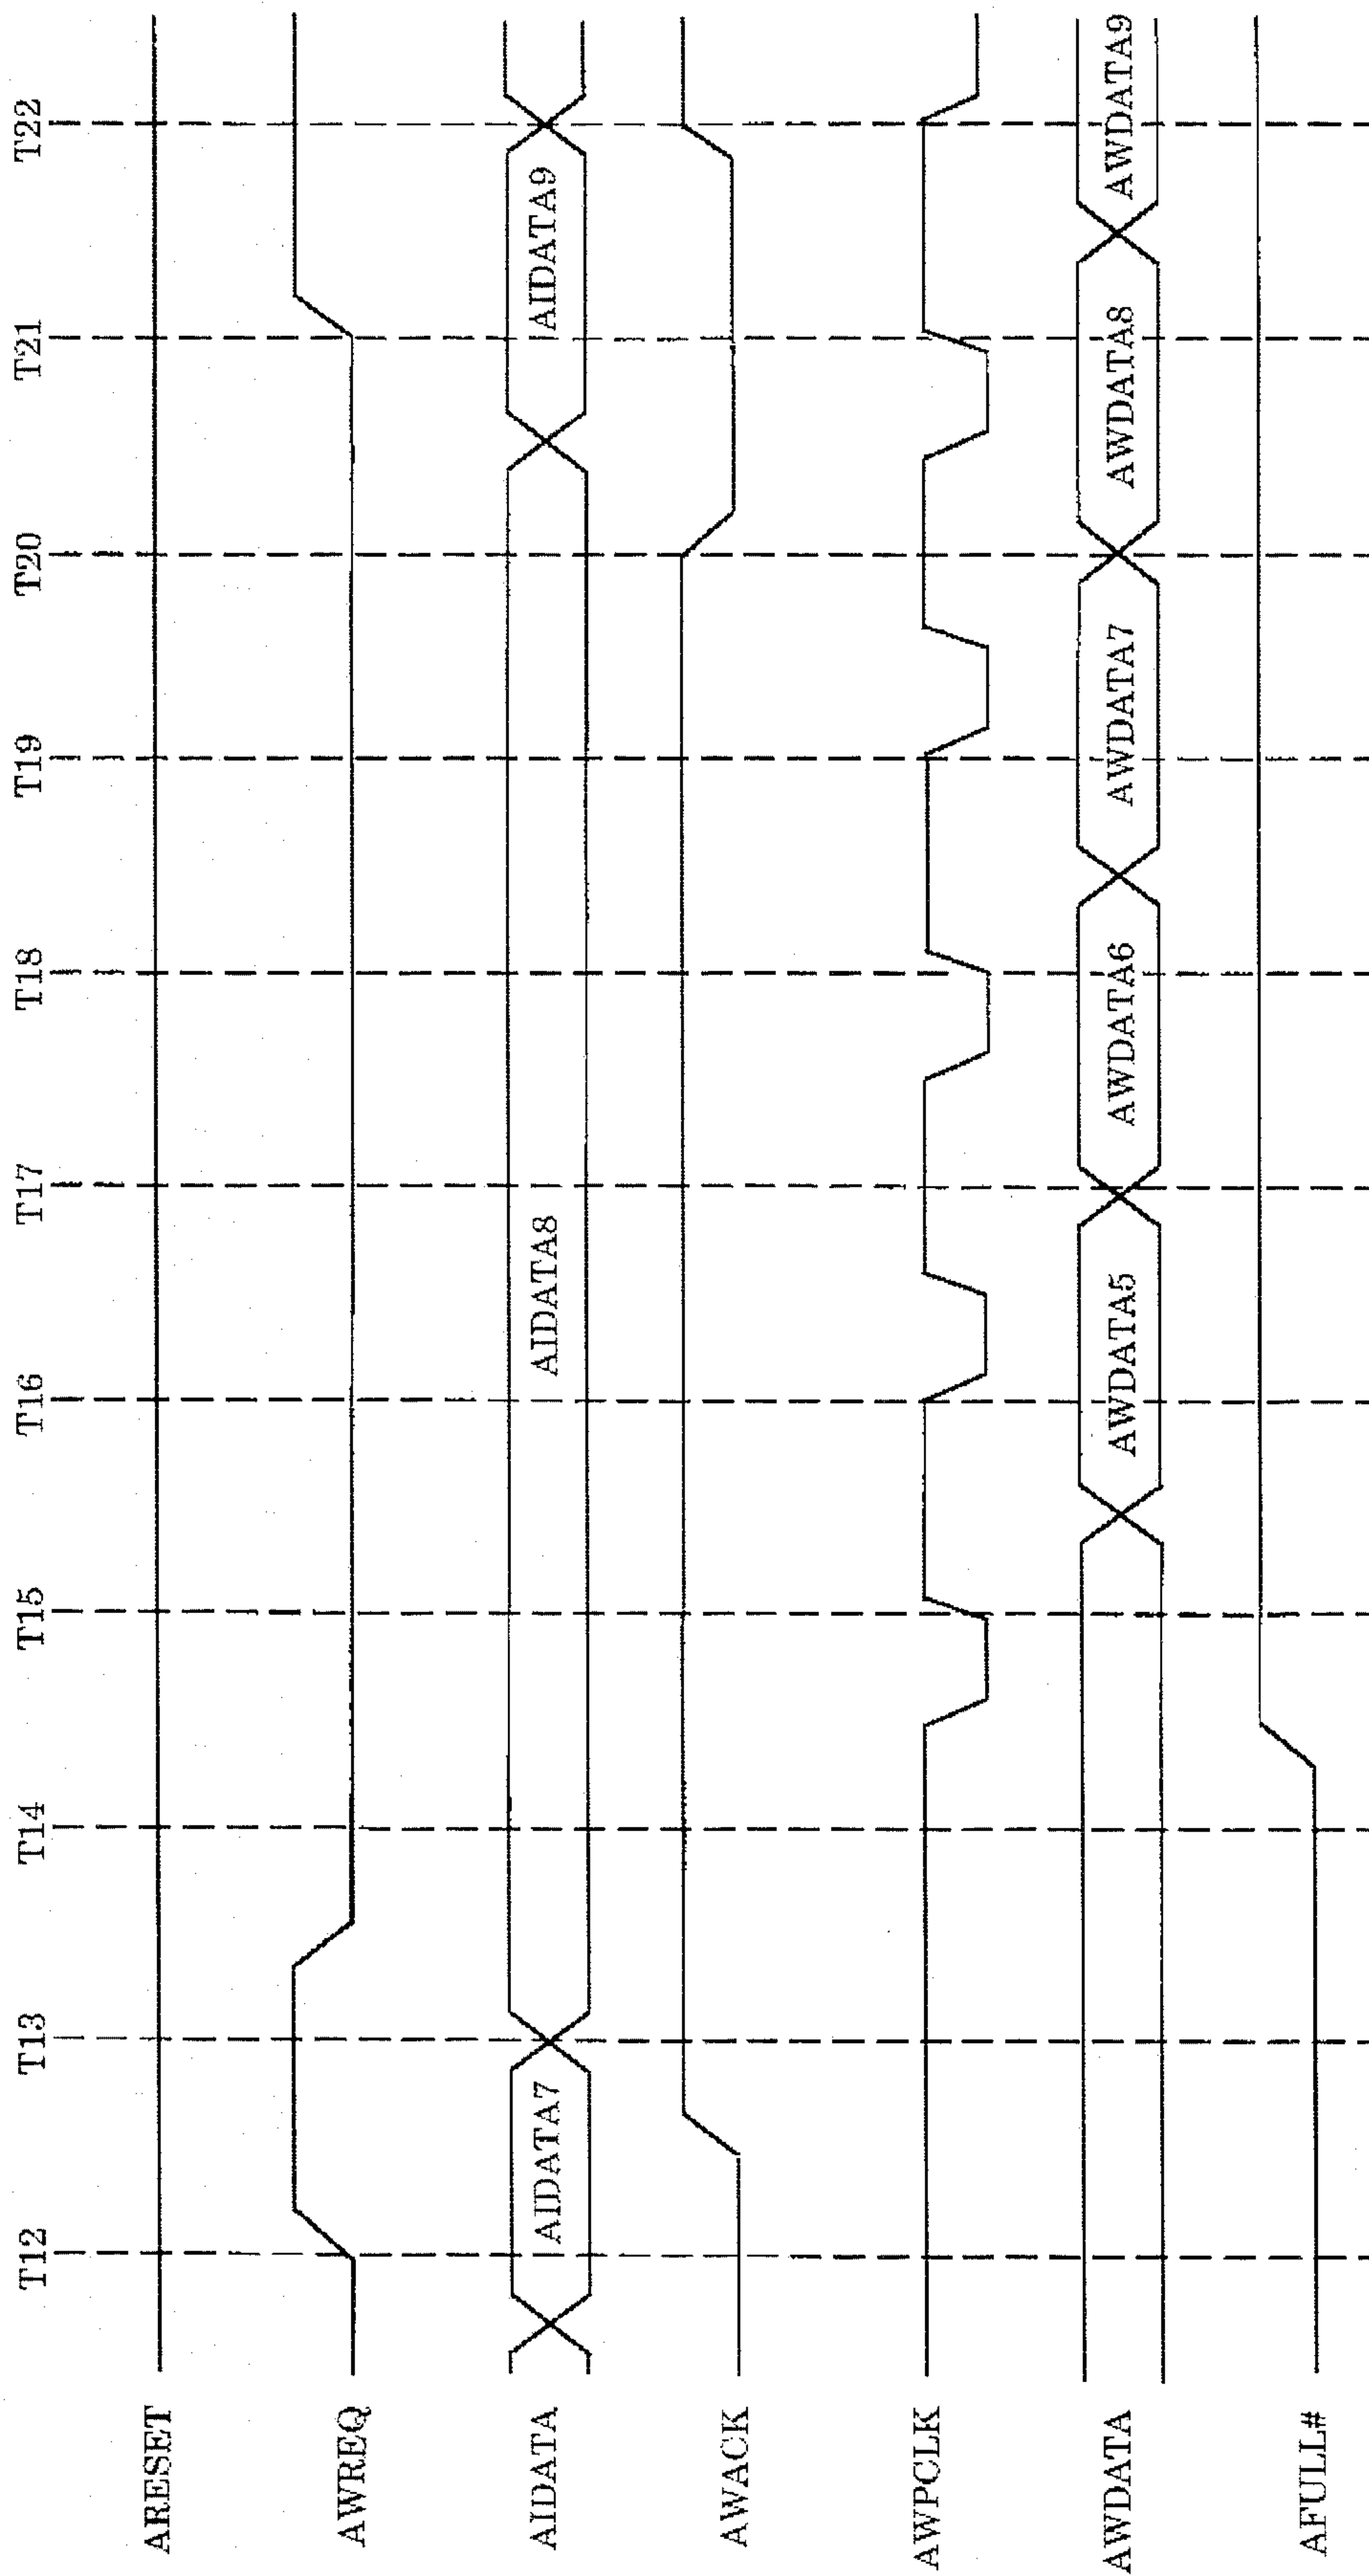 T12 T13 T14 T15 T16 T17 T18 T19 T20 T21 T22
ARESET
AWREQ
AIDATA AIDATA7 AIDATA8 AIDATA9
AWACK
AWPCLK
AWDATA AWDATA5 AWDATA6 AWDATA7 AWDATA8 AWDATA9
AFULL#